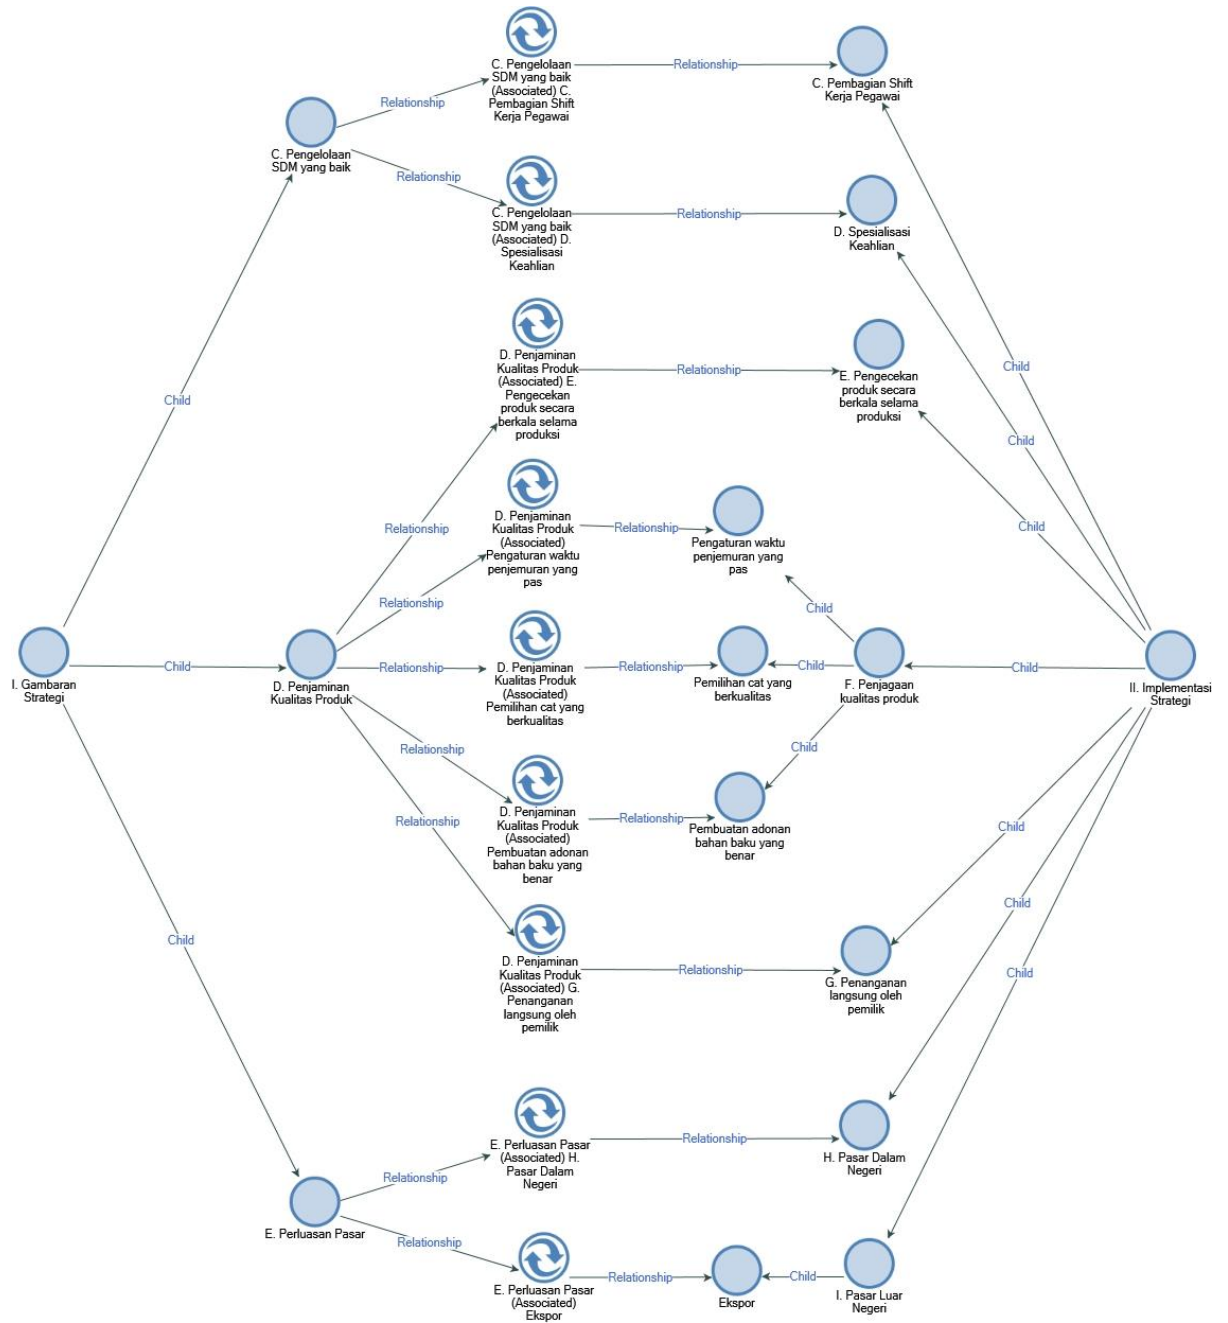 C. Pengelolaan
SDM yang baik
(Associated) C.
Pembagian Shift
Kerja Pegawai
Relationship
C. Pembagian Shift
Kerja Pegawai
Relationship
C. Pengelolaan
SDM yang baik
Relationship
C. Pengelolaan
SDM yang baik
(Associated) D.
Spesialisasi
Keahlian
Relationship
D. Spesialisasi
Keahlian
D. Penjaminan
Kualitas Produk
(Associated) E.
Pengecekan
produk secara
berkala selama
produksi
Relationship
E. Pengecekan
produk secara
berkala selama
produksi
Child
Child
Child
Child
Relationship
D. Penjaminan
Kualitas Produk
(Associated)
Pengaturan waktu
penjemuran yang
pas
Relationship
Pengaturan waktu
penjemuran yang
pas
Relationship
Child
I. Gambaran
Strategi
Child
D. Penjaminan
Kualitas Produk
Relationship
D. Penjaminan
Kualitas Produk
(Associated)
Pemilihan cat yang
berkualitas
Relationship
Pemilihan cat yang
berkualitas
Child
F. Penjagaan
kualitas produk
Child
II. Implementasi
Strategi
Relationship
Child
Relationship
D. Penjaminan
Kualitas Produk
(Associated)
Pembuatan adonan
bahan baku yang
benar
Relationship
Pembuatan adonan
bahan baku yang
benar
Child
Child
Child
Child
D. Penjaminan
Kualitas Produk
(Associated) G.
Penanganan
langsung oleh
pemilik
Relationship
G. Penanganan
langsung oleh
pemilik
E. Perluasan Pasar
(Associated) H.
Pasar Dalam
Negeri
Relationship
H. Pasar Dalam
Negeri
Relationship
E. Perluasan Pasar
Relationship
E. Perluasan Pasar
(Associated)
Ekspor
Relationship
Ekspor
Child
I. Pasar Luar
Negeri